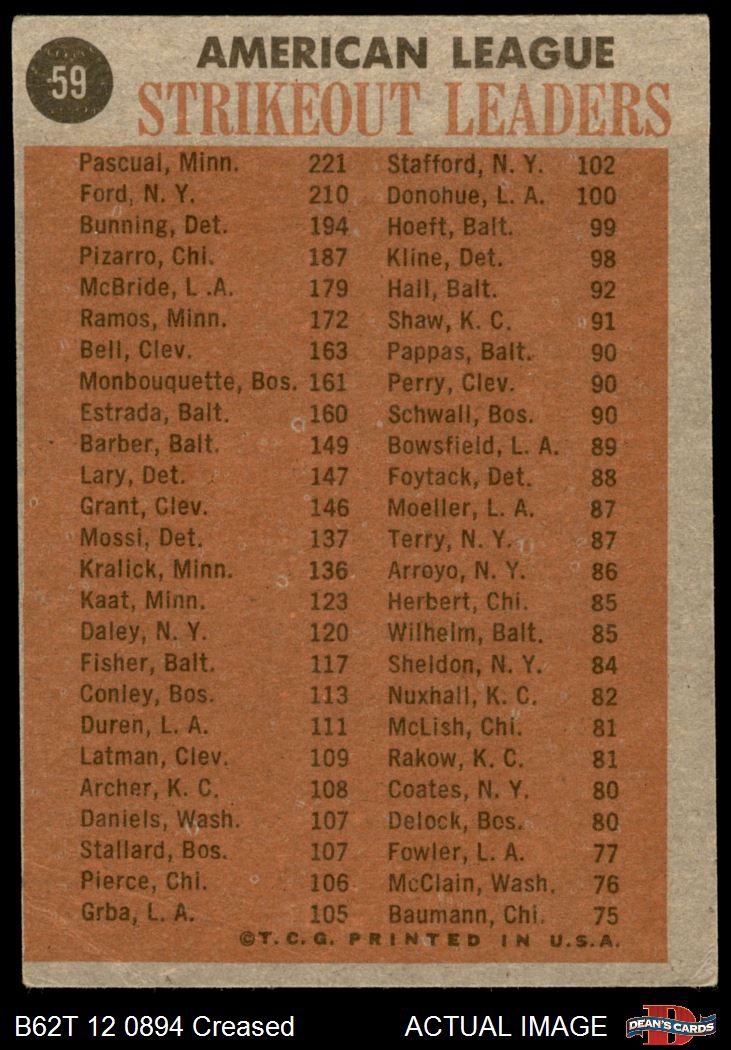 59
AMERICAN LEAGUE
STRIKEOUT LEADERS
Pascual, Minn. 221 Stafford, N. Y. 102
Ford, N. Y. 210 Donohue, L. A. 100
Bunning, Det. 194 Hoeft, Balt. 99
Pizarro, Chi. 187 Kline, Det. 98
McBride, L .A. 179 Hall, Balt. 92
Ramos, Minn. 172 Shaw, K. C. 91
Bell, Clev. 163 Pappas, Balt. 90
Monbouquette, Bos. 161 Perry, Clev. 90
Estrada, Balt. 160 Schwall, Bos. 90
Barber, Balt. 149 Bowsfield, L. A. 89
Lary, Det. 147 Foytack, Det. 88
Grant, Clev. 146 Moeller, L. A. 87
Mossi, Det. 137 Terry, N. Y. 87
Kralick, Minn. 136 Arroyo, N. Y. 86
Kaat, Minn. 123 Herbert, Chi. 85
Daley, N. Y. 120 Wilhelm, Balt. 85
Fisher, Balt. 117 Sheldon, N. Y. 84
Conley, Bos. 113 Nuxhall, K. C. 82
Duren, L. A. 111 McLish, Chi. 81
Latman, Clev. 109 Rakow, K. C. 81
Archer, K. C. 108 Coates, N. Y. 80
Daniels, Wash. 107 Delock, Bos. 80
Stallard, Bos. 107 Fowler, L. A. 77
Pierce, Chi. 106 McClain, Wash. 76
Grba, L. A. 105 Baumann, Chi. 75
©T. C. G. PRINTED IN U.S.A.
B62T 12 0894 Creased ACTUAL IMAGE DEAN'S CARDS